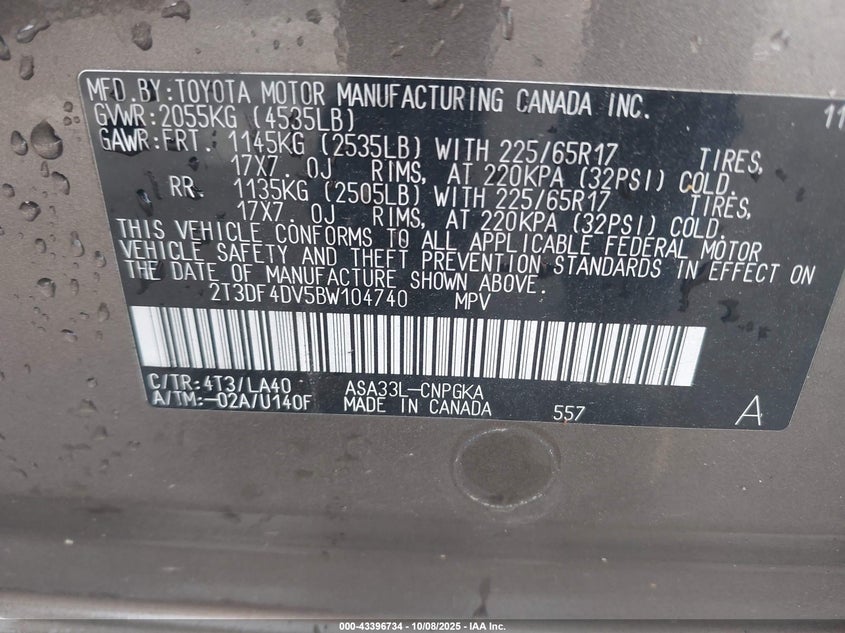 MFD.BY:TOYOTA MOTOR MANUFACTURING CANADA INC. 11
GVWR:2055KG (4535LB)
GAWR:FRT. 1145KG (2535LB) WITH 225/65R17 TIRES,
17X7. 0J RIMS, AT 220KPA (32PSI) COLD.
RR. 1135KG (2505LB) WITH 225/65R17 TIRES,
17X7. 0J RIMS, AT 220KPA (32PSI) COLD.
THIS VEHICLE CONFORMS TO ALL APPLICABLE FEDERAL MOTOR
VEHICLE SAFETY AND THEFT PREVENTION STANDARDS IN EFFECT ON
THE DATE OF MANUFACTURE SHOWN ABOVE.
2T3DF4DV5BW104740 MPV
C/TR:4T3/LA40 ASA33L-CNPGKA
A/TM:-02A/U140F MADE IN CANADA 557 A
000-43396734 - 10/08/2025 - IAA Inc.